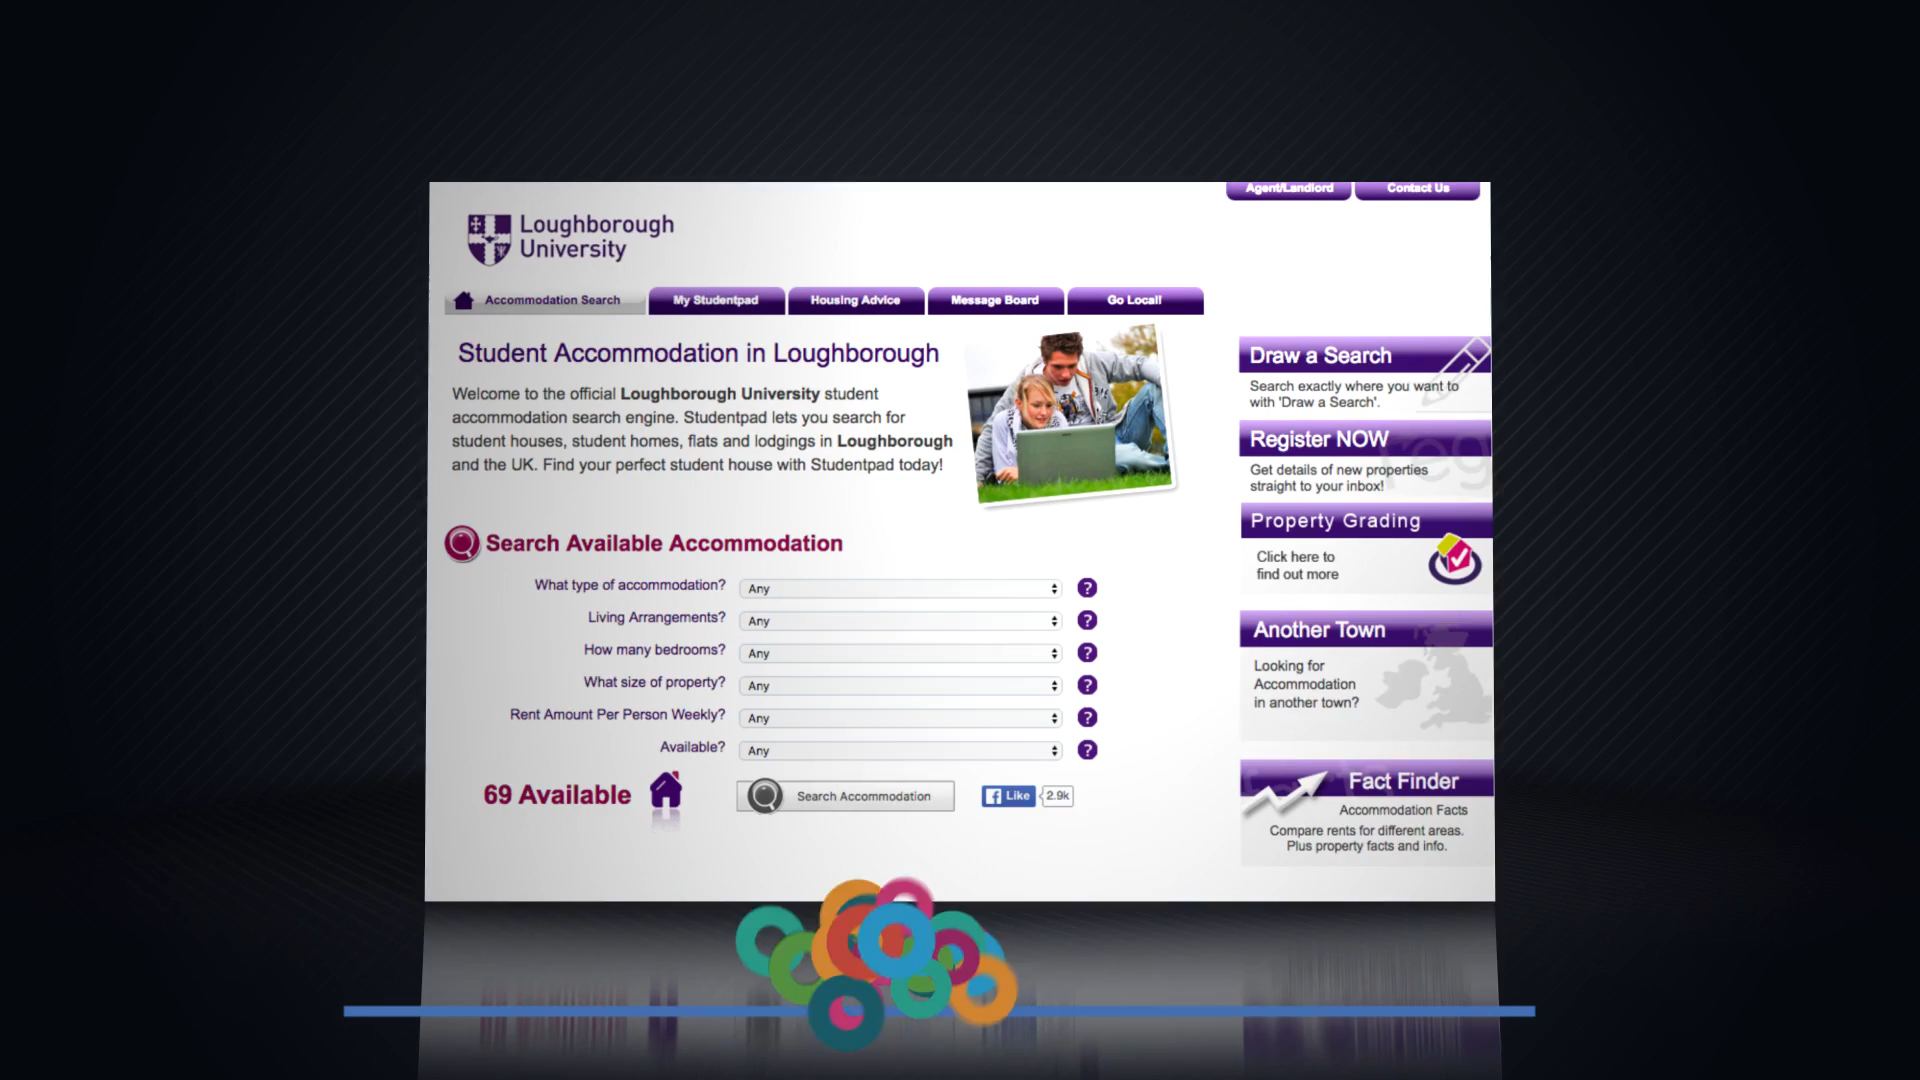 Agent/Landlord
Contact Us
Loughborough
University
Accommodation Search
My Studentpad
Housing Advice
Message Board
Go Local!
Student Accommodation in Loughborough
Welcome to the official Loughborough University student
accommodation search engine. Studentpad lets you search for
student houses, student homes, flats and lodgings in Loughborough
and the UK. Find your perfect student house with Studentpad today!
Draw a Search
Search exactly where you want to
with 'Draw a Search'.
Register NOW
Get details of new properties
straight to your inbox!
Property Grading
Click here to
find out more
Another Town
Looking for
Accommodation
in another town?
Fact Finder
Accommodation Facts
Compare rents for different areas.
Plus property facts and info.
Search Available Accommodation
What type of accommodation? Any ?
Living Arrangements? Any ?
How many bedrooms? Any ?
What size of property? Any ?
Rent Amount Per Person Weekly? Any ?
Available? Any ?
69 Available
Search Accommodation
f Like 2.9k